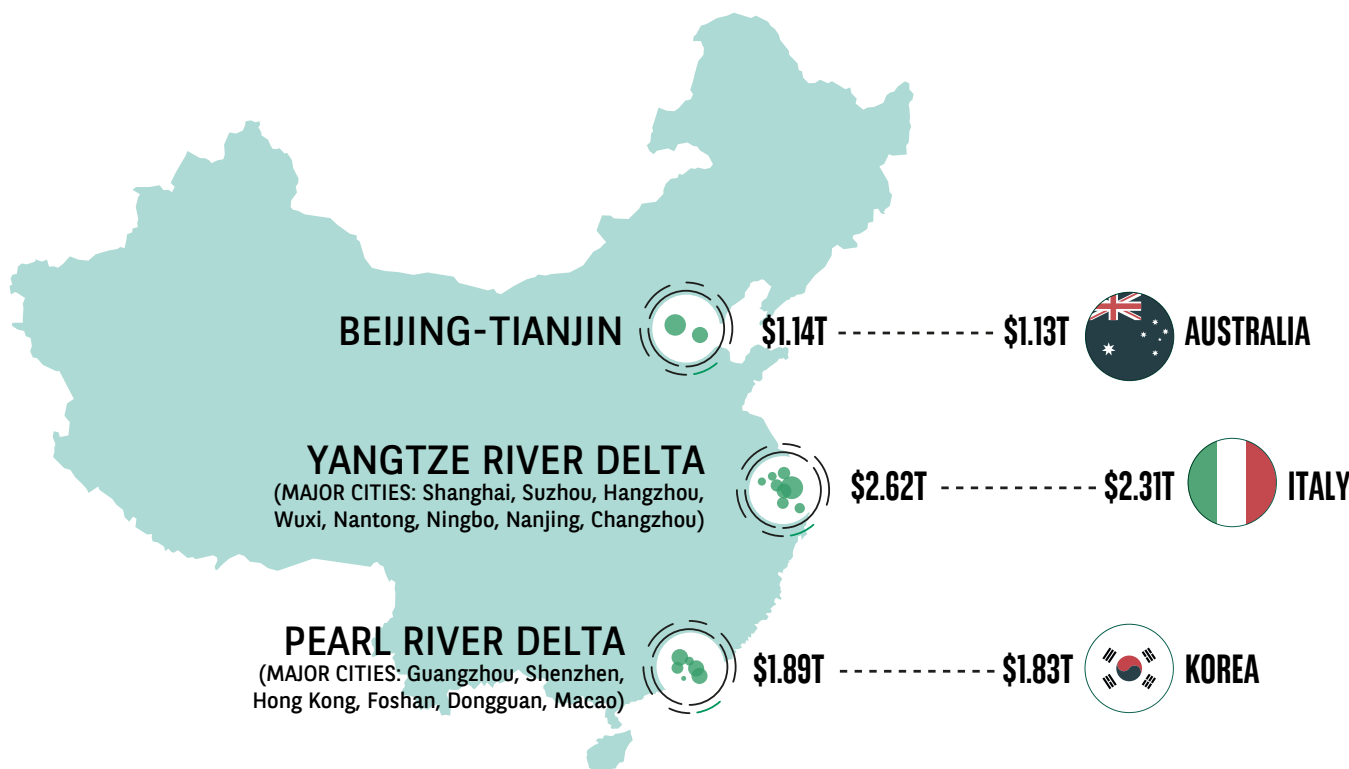 BEIJING-TIANJIN $1.14T $1.13T AUSTRALIA
YANGTZE RIVER DELTA
(MAJOR CITIES: Shanghai, Suzhou, Hangzhou,
Wuxi, Nantong, Ningbo, Nanjing, Changzhou)
$2.62T $2.31T ITALY
PEARL RIVER DELTA
(MAJOR CITIES: Guangzhou, Shenzhen,
Hong Kong, Foshan, Dongguan, Macao)
$1.89T $1.83T KOREA